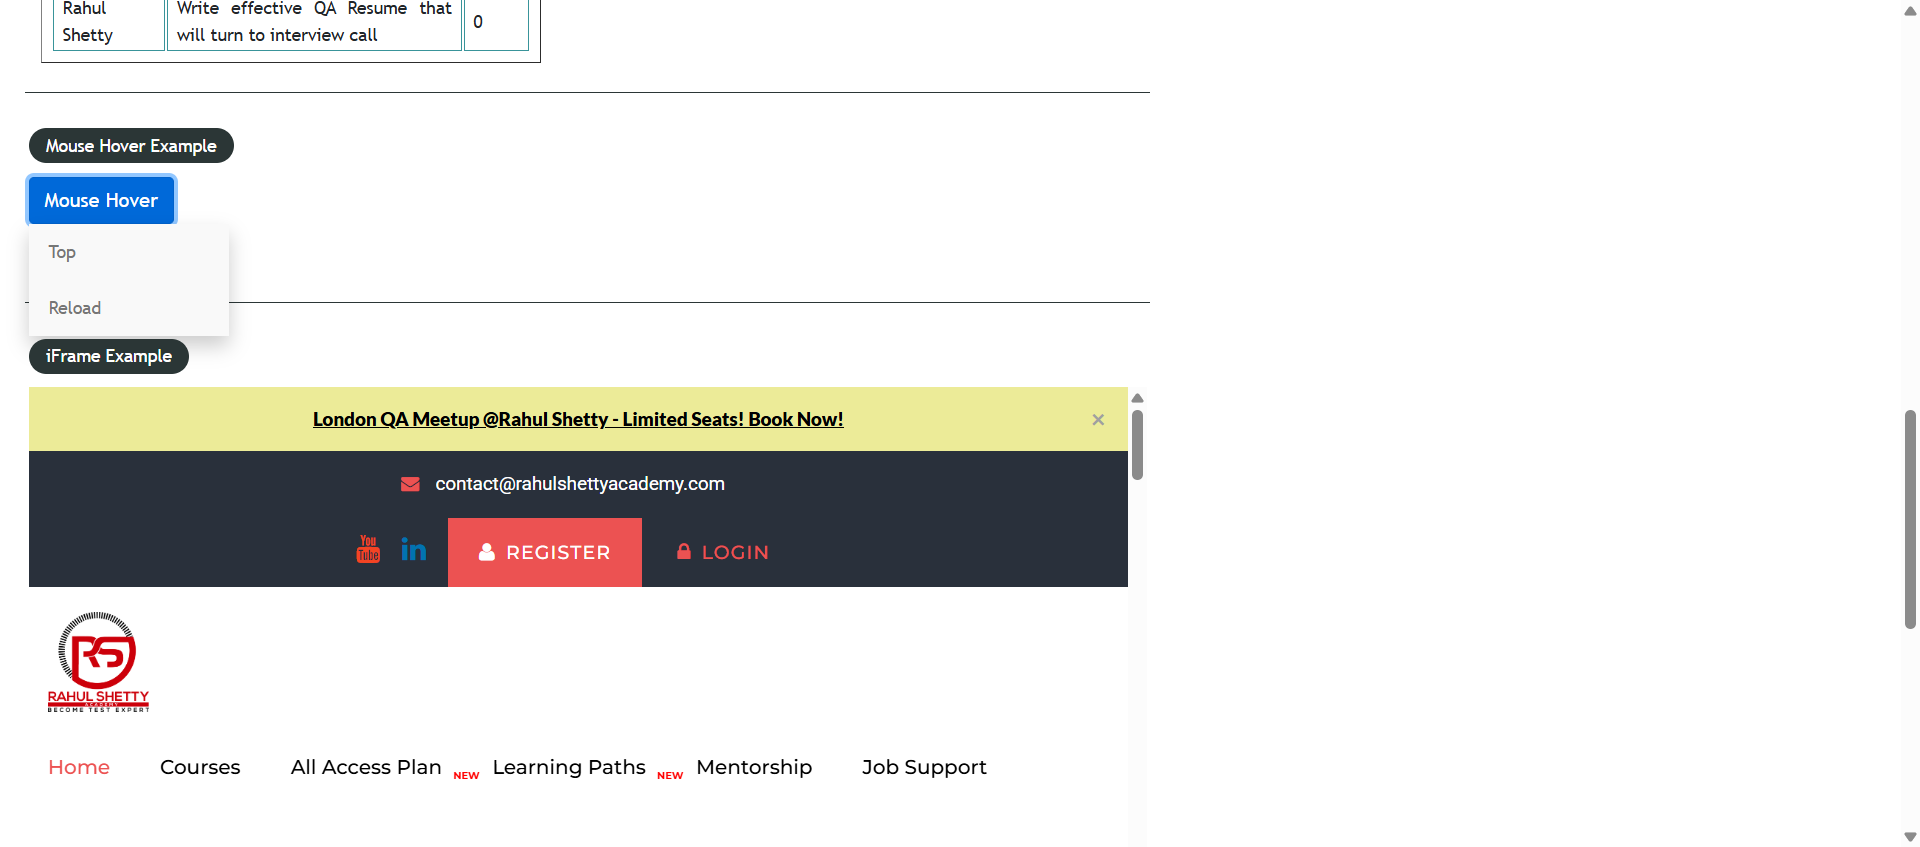 Rahul Shetty
Write effective QA Resume that will turn to interview call
0
Mouse Hover Example
Mouse Hover
Top
Reload
iFrame Example
London QA Meetup @Rahul Shetty - Limited Seats! Book Now!
×
contact@rahulshettyacademy.com
You Tube
in
REGISTER
LOGIN
RS
RAHUL SHETTY
ACADEMY
BECOME TEST EXPERT
Home Courses All Access Plan NEW Learning Paths NEW Mentorship Job Support